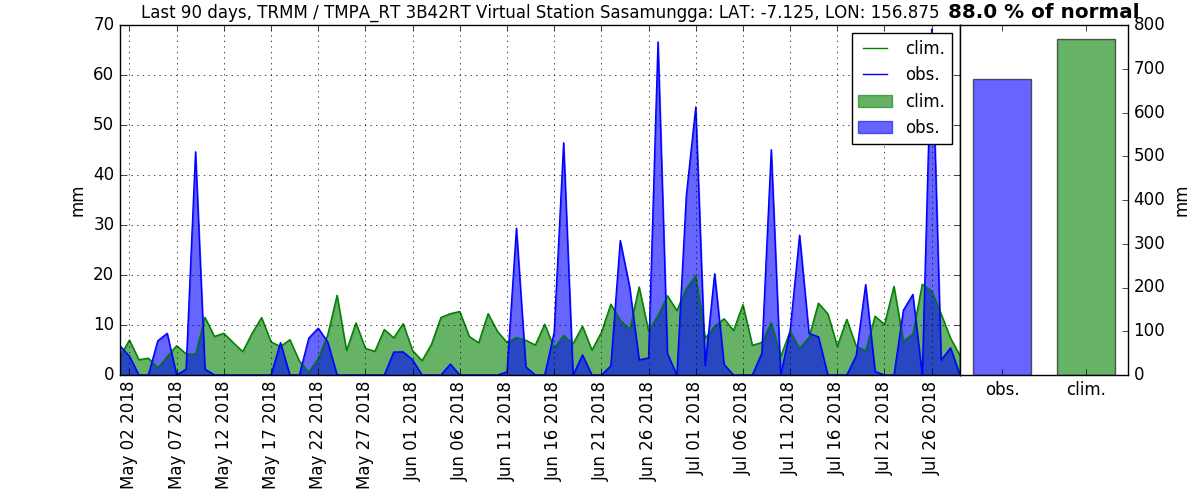 Last 90 days, TRMM / TMPA_RT 3B42RT Virtual Station Sasamungga: LAT: -7.125, LON: 156.875
88.0 % of normal
70
60
50
40
30
20
10
0
mm
clim.
obs.
clim.
obs.
May 02 2018
May 07 2018
May 12 2018
May 17 2018
May 22 2018
May 27 2018
Jun 01 2018
Jun 06 2018
Jun 11 2018
Jun 16 2018
Jun 21 2018
Jun 26 2018
Jul 01 2018
Jul 06 2018
Jul 11 2018
Jul 16 2018
Jul 21 2018
Jul 26 2018
800
700
600
500
400
300
200
100
0
mm
obs.
clim.